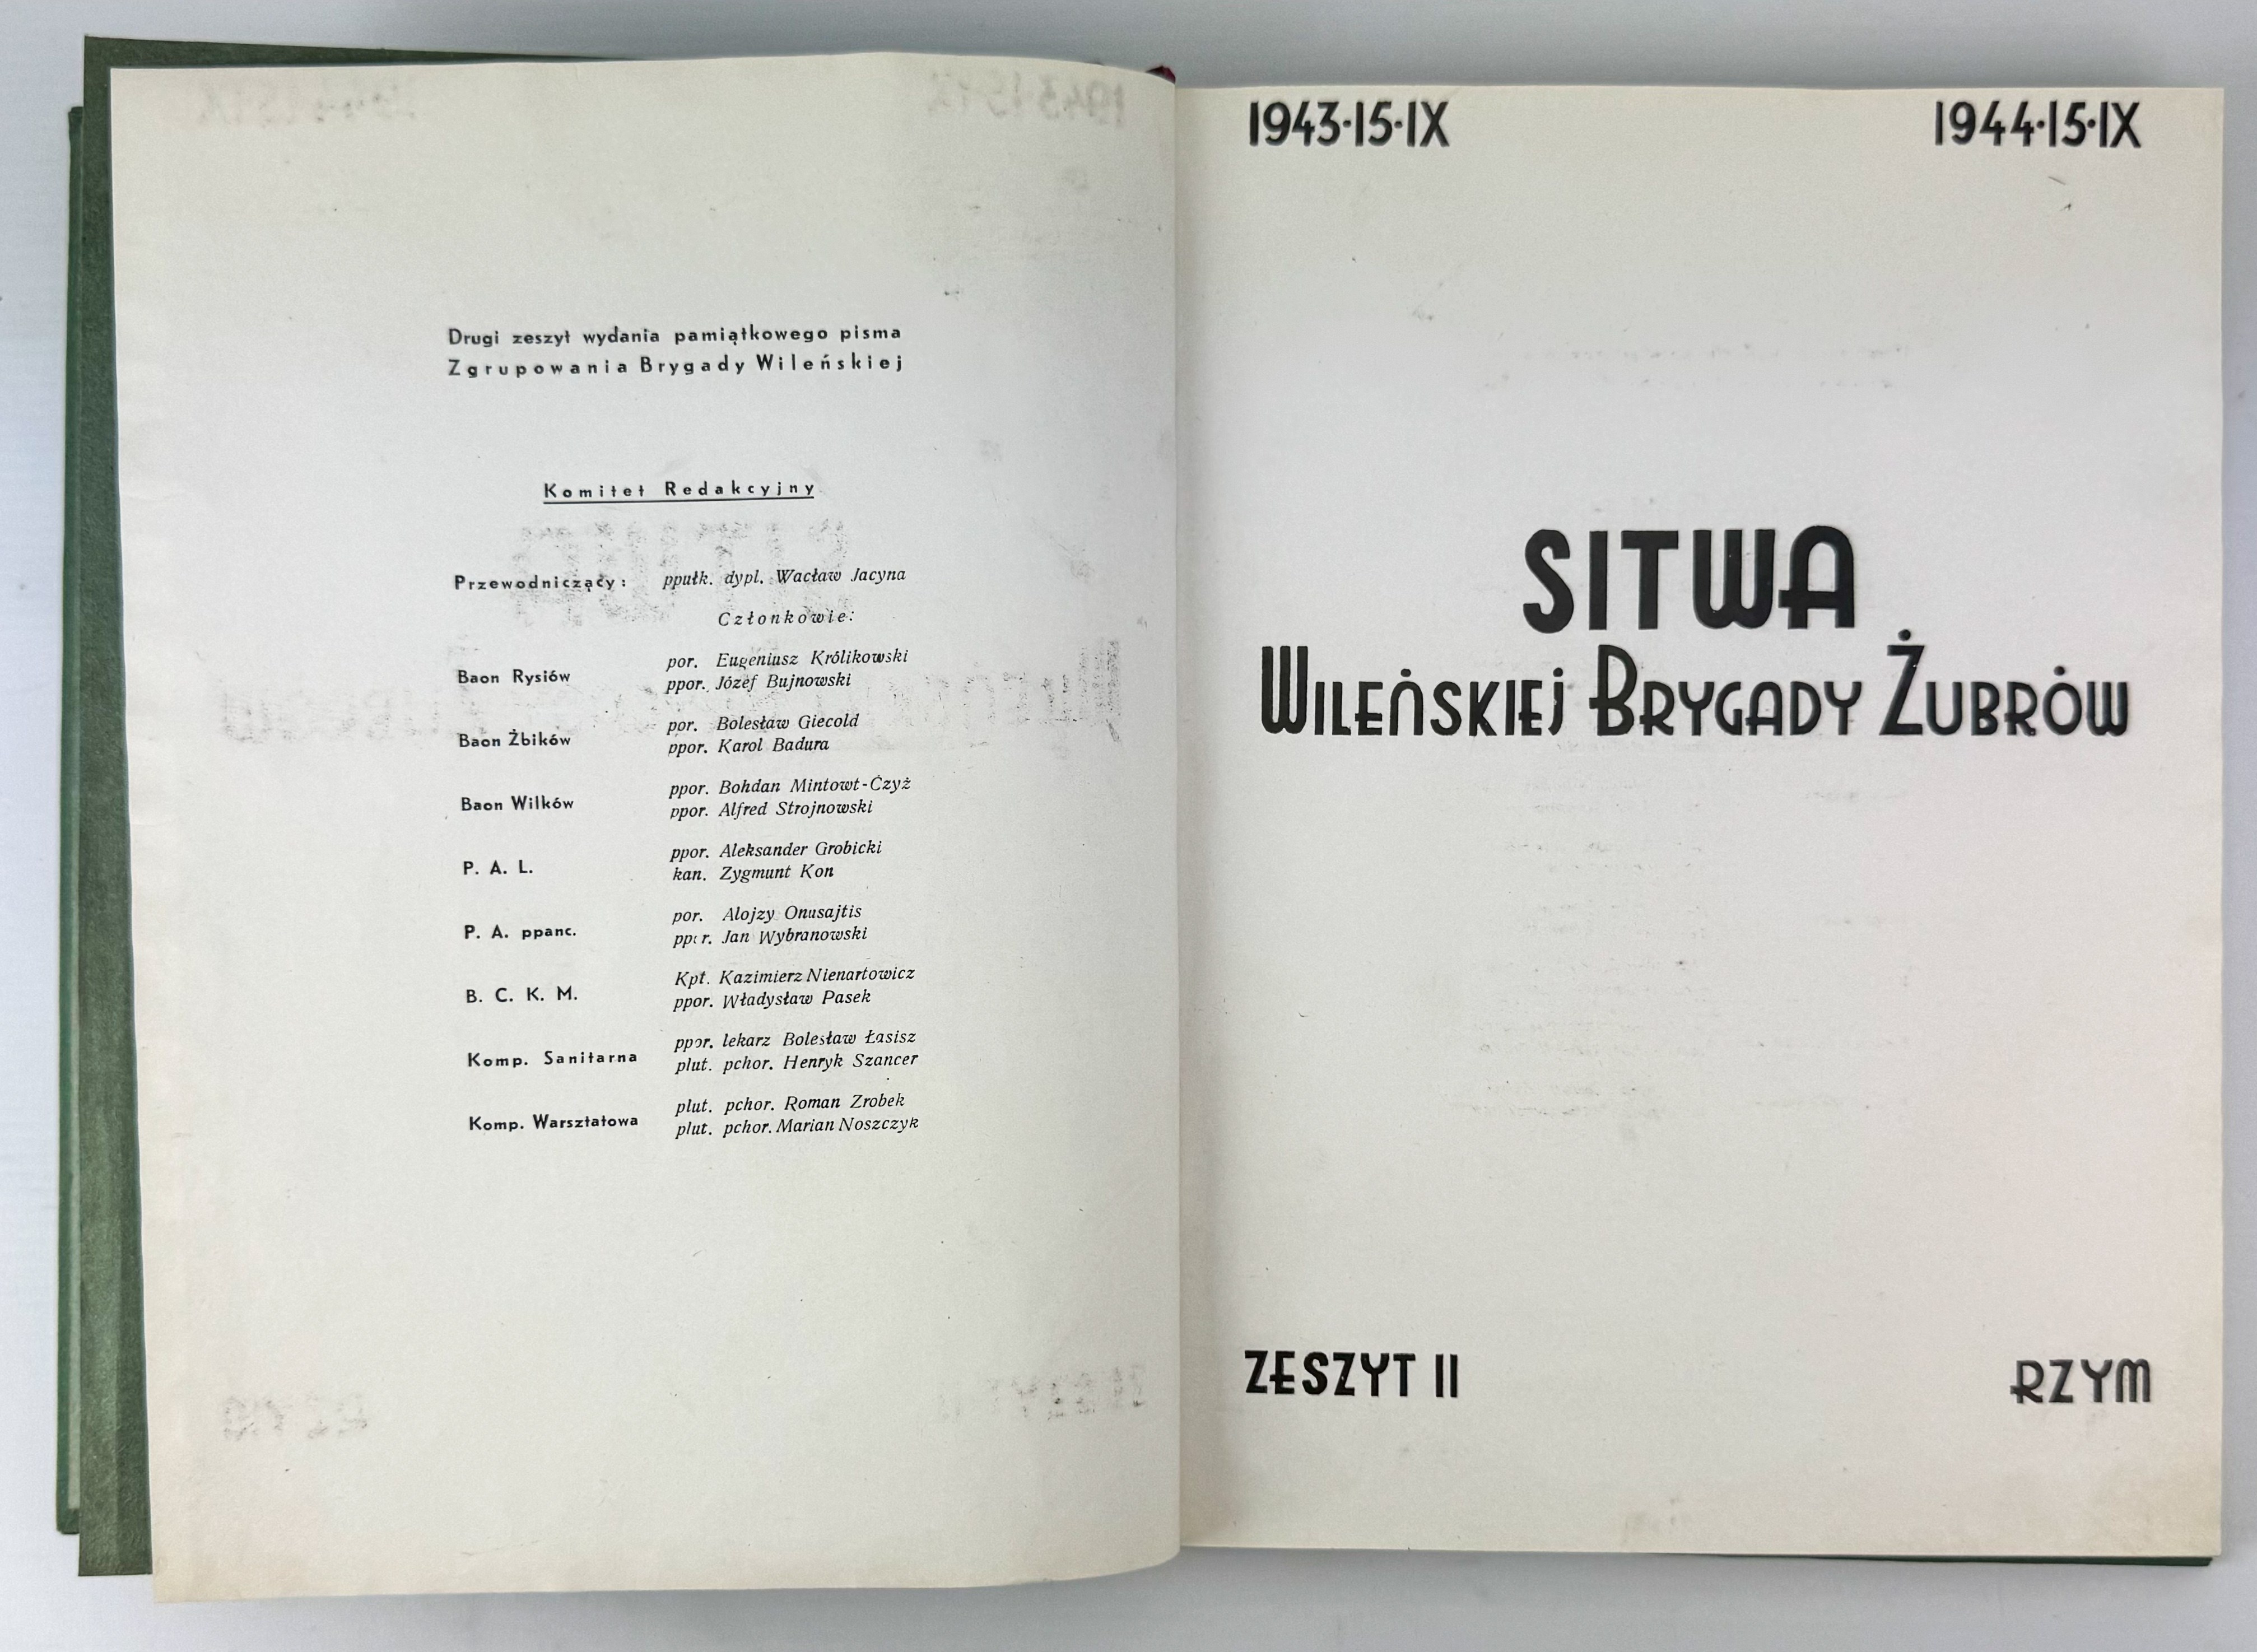 Drugi zeszyt wydania pamiątkowego pisma
Zgrupowania Brygady Wileńskiej
Komitet Redakcyjny
Przewodniczący: ppułk. dypl. Wacław Jacyna
Członkowie:
Baon Rysiów
por. Eugeniusz Królikowski
ppor. Józef Bujnowski
Baon Żbików
por. Bolesław Giecold
ppor. Karol Badura
Baon Wilków
ppor. Bohdan Mintowt-Czyż
ppor. Alfred Strojnowski
P. A. L.
ppor. Aleksander Grobicki
kan. Zygmunt Kon
P. A. ppanc.
por. Alojzy Onusajtis
ppor. Jan Wybranowski
B. C. K. M.
Kpt. Kazimierz Nienartowicz
ppor. Władysław Pasek
Komp. Sanitarna
ppor. lekarz Bolesław Łasisz
plut. pchor. Henryk Szancer
Komp. Warsztatowa
plut. pchor. Roman Zrobek
plut. pchor. Marian Noszczyk
1943·15·IX
1944·15·IX
SITWA
WILEŃSKIEJ BRYGADY ŻUBRÓW
ZESZYT II
RZYM